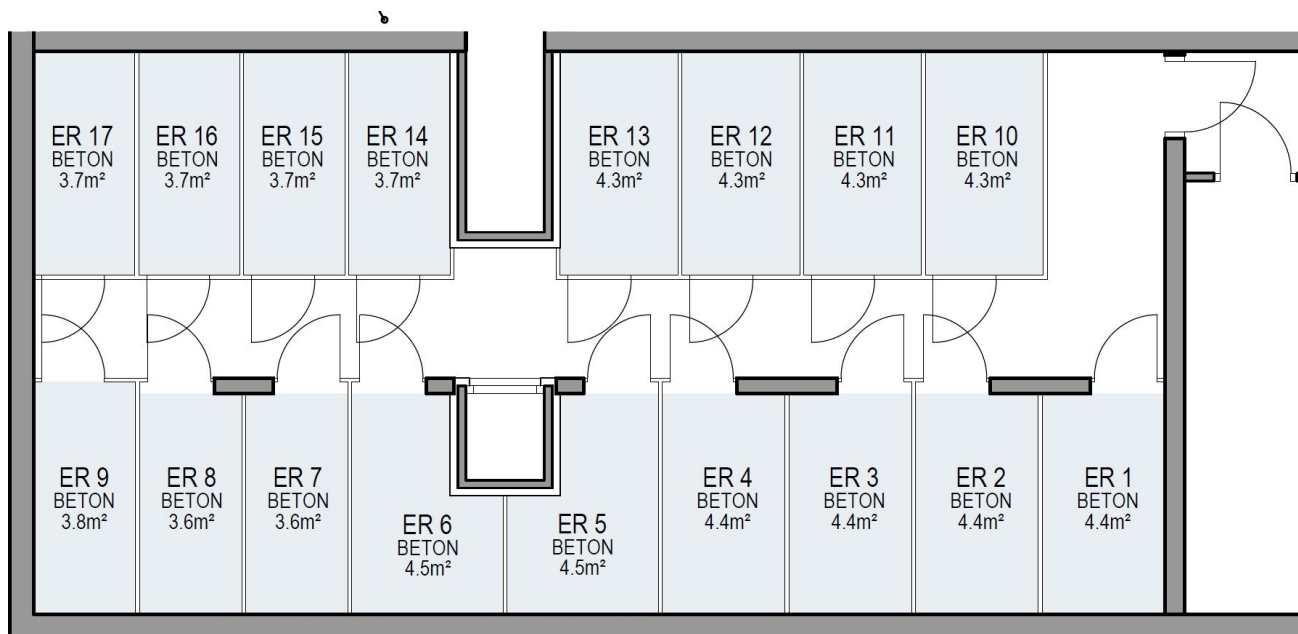 ER 17
BETON
3.7m²
ER 16
BETON
3.7m²
ER 15
BETON
3.7m²
ER 14
BETON
3.7m²
ER 13
BETON
4.3m²
ER 12
BETON
4.3m²
ER 11
BETON
4.3m²
ER 10
BETON
4.3m²
ER 9
BETON
3.8m²
ER 8
BETON
3.6m²
ER 7
BETON
3.6m²
ER 6
BETON
4.5m²
ER 5
BETON
4.5m²
ER 4
BETON
4.4m²
ER 3
BETON
4.4m²
ER 2
BETON
4.4m²
ER 1
BETON
4.4m²